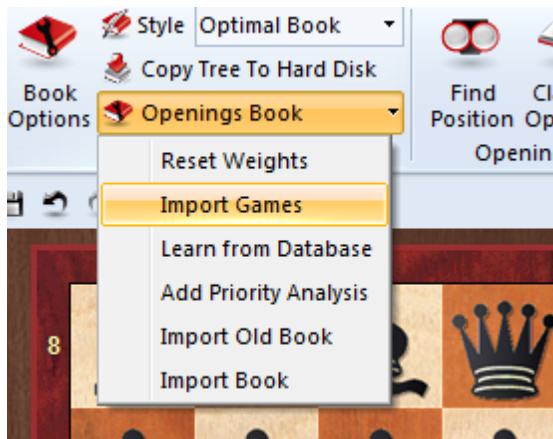 Style Optimal Book
Copy Tree To Hard Disk
Book
Options
Openings Book
Find
Position
Reset Weights
Import Games
Learn from Database
Add Priority Analysis
Import Old Book
Import Book
8